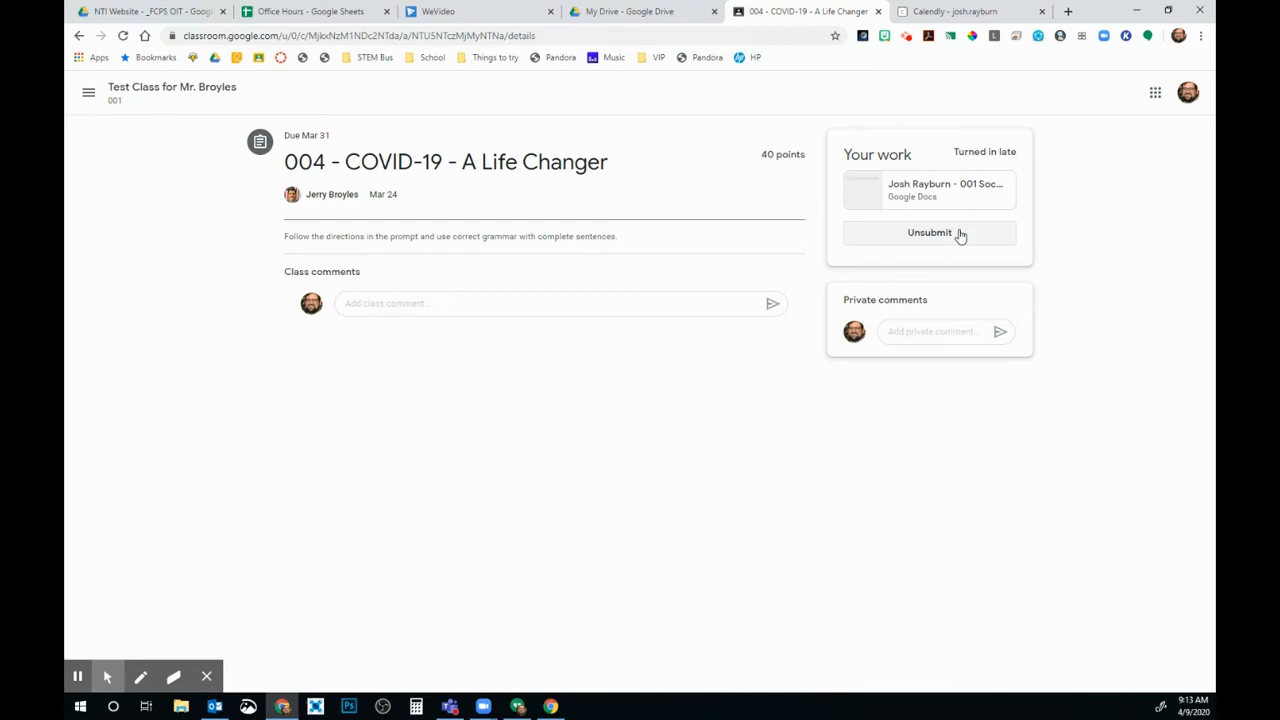 NTI Website - _FCPS OIT - Googl
Office Hours - Google Sheets
WeVideo
My Drive - Google Drive
004 - COVID-19 - A Life Changer
Calendly - josh.rayburn
classroom.google.com/u/0/c/MjkxNzM1NDc2NTda/a/NTU5NTczMjMyNTNa/details
Apps
Bookmarks
STEM Bus
School
Things to try
Pandora
Music
VIP
Pandora
HP
Test Class for Mr. Broyles
001
Due Mar 31
004 - COVID-19 - A Life Changer
40 points
Jerry Broyles Mar 24
Follow the directions in the prompt and use correct grammar with complete sentences.
Class comments
Add class comment...
Your work
Turned in late
Josh Rayburn - 001 Soc...
Google Docs
Unsubmit
Private comments
Add private comment...
9:13 AM
4/9/2020